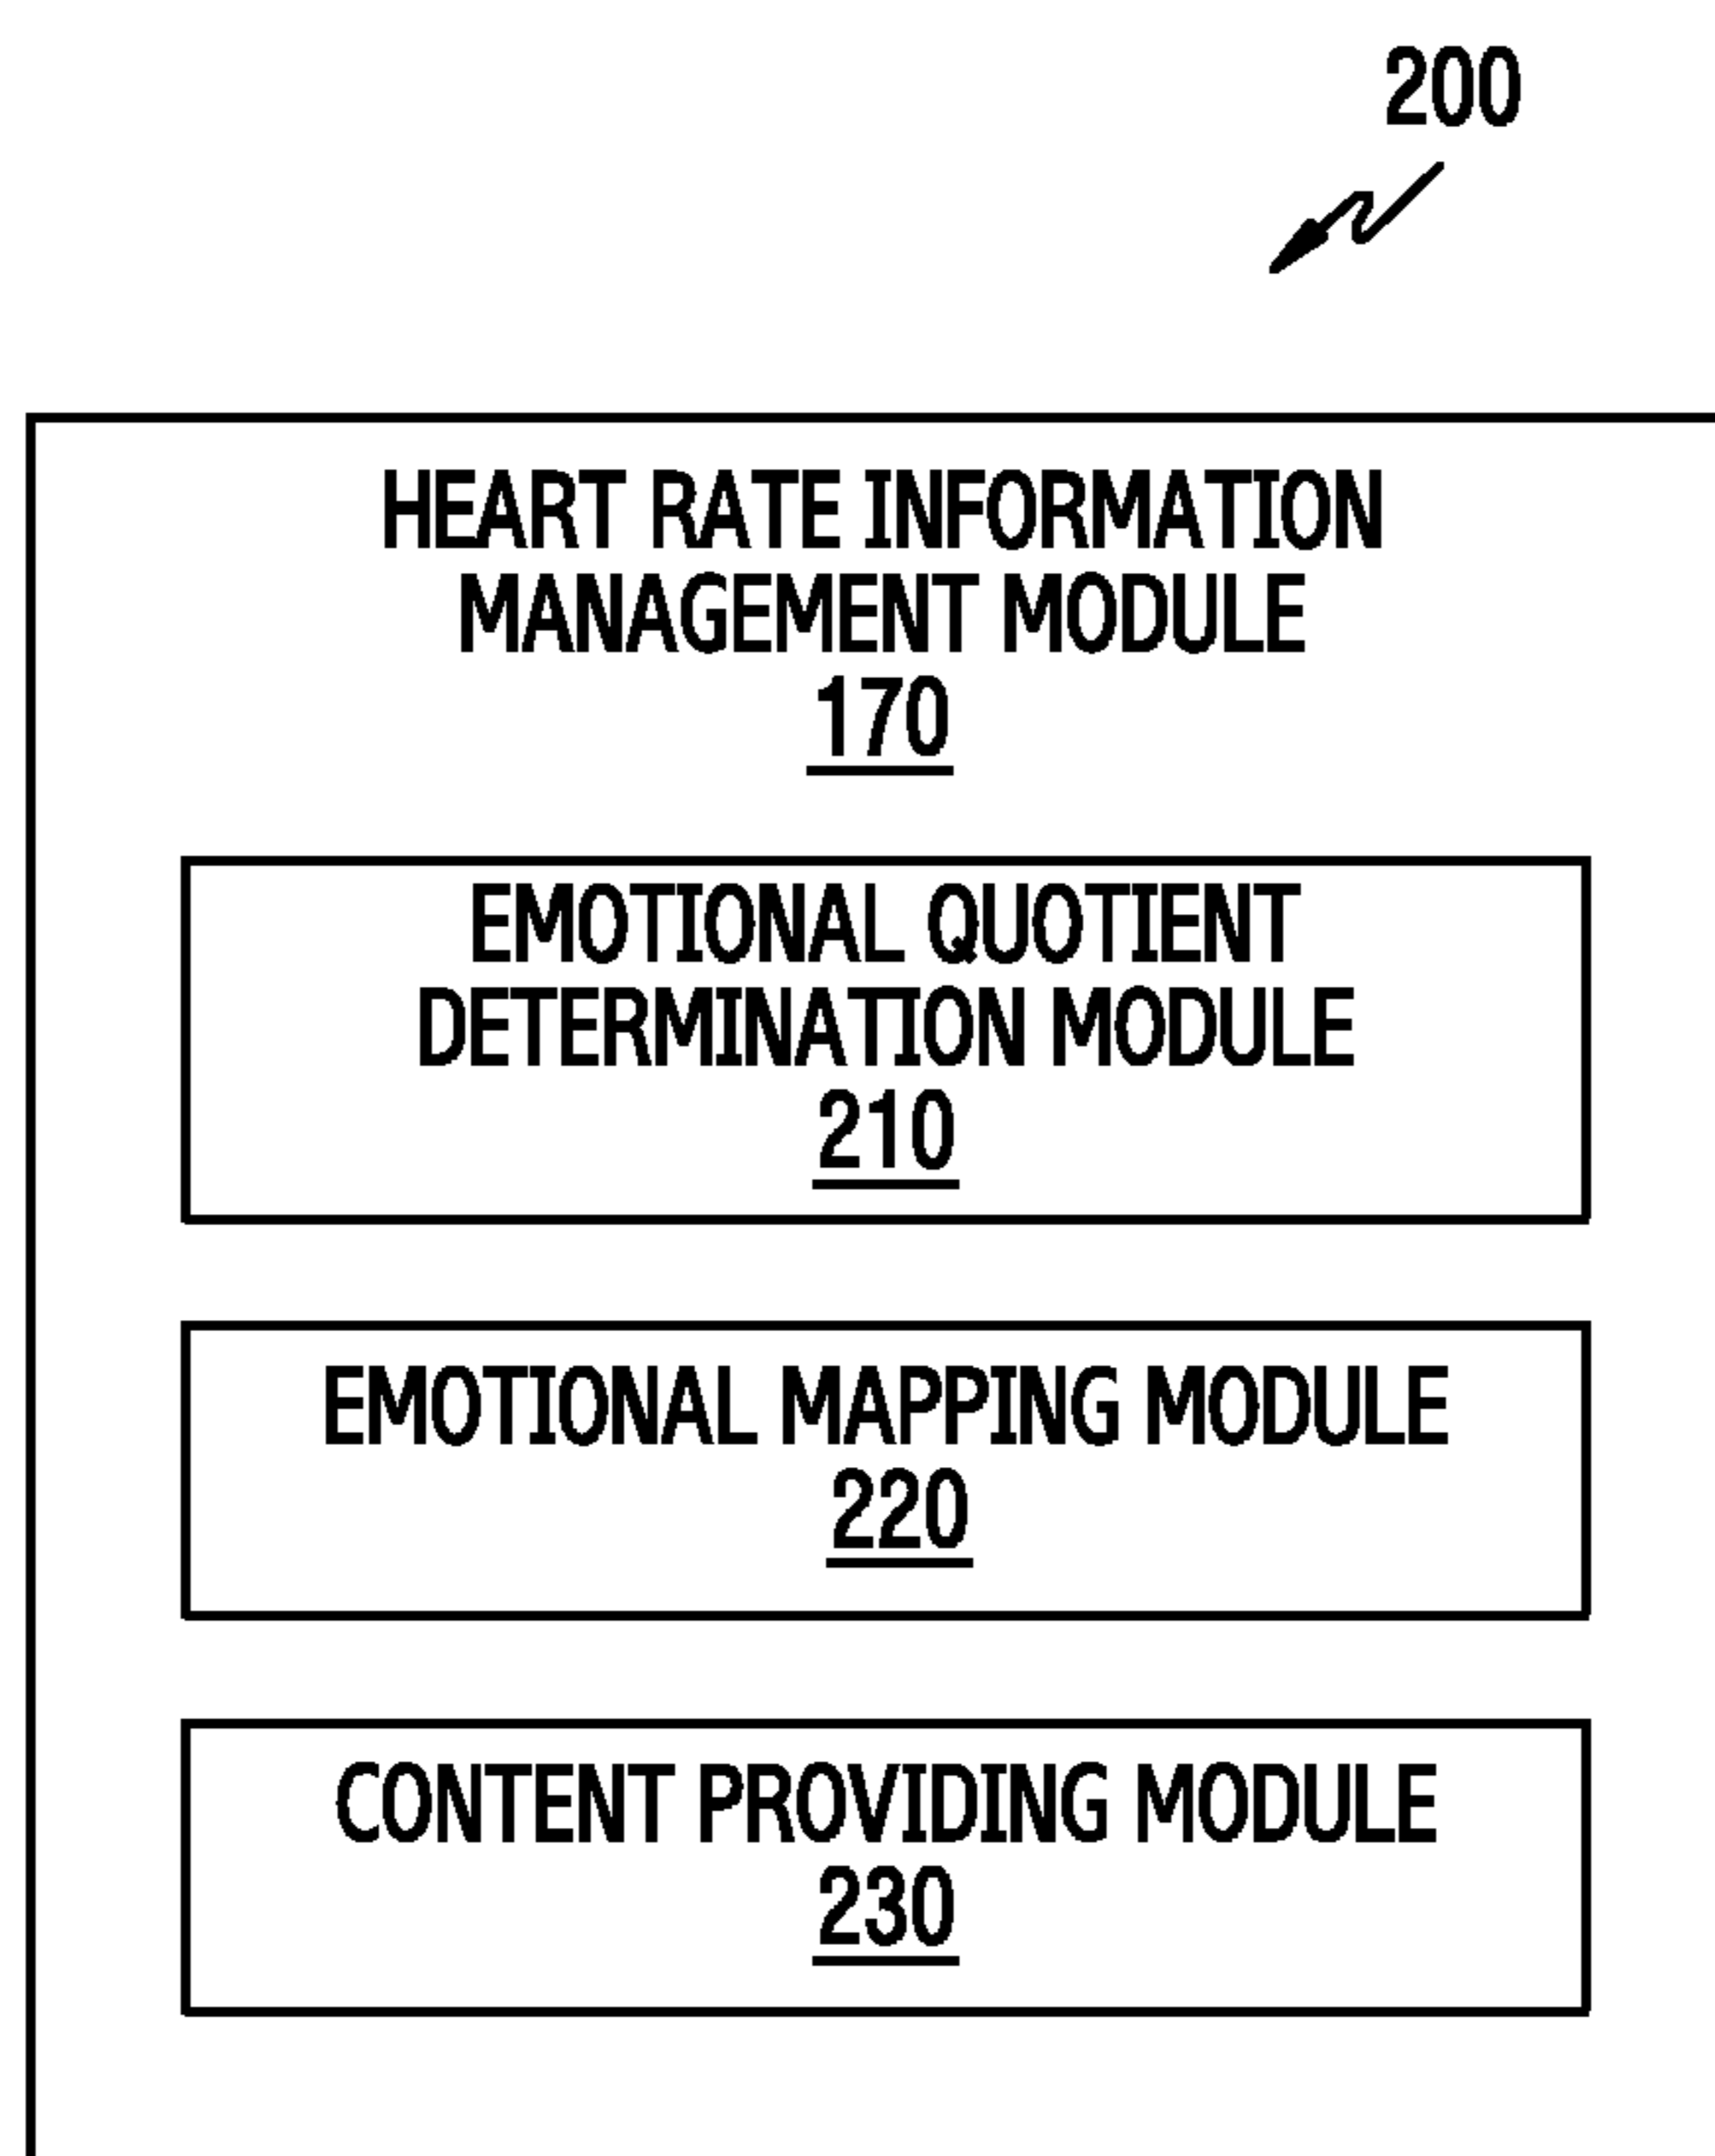 200
HEART RATE INFORMATION
MANAGEMENT MODULE
170
EMOTIONAL QUOTIENT
DETERMINATION MODULE
210
EMOTIONAL MAPPING MODULE
220
CONTENT PROVIDING MODULE
230